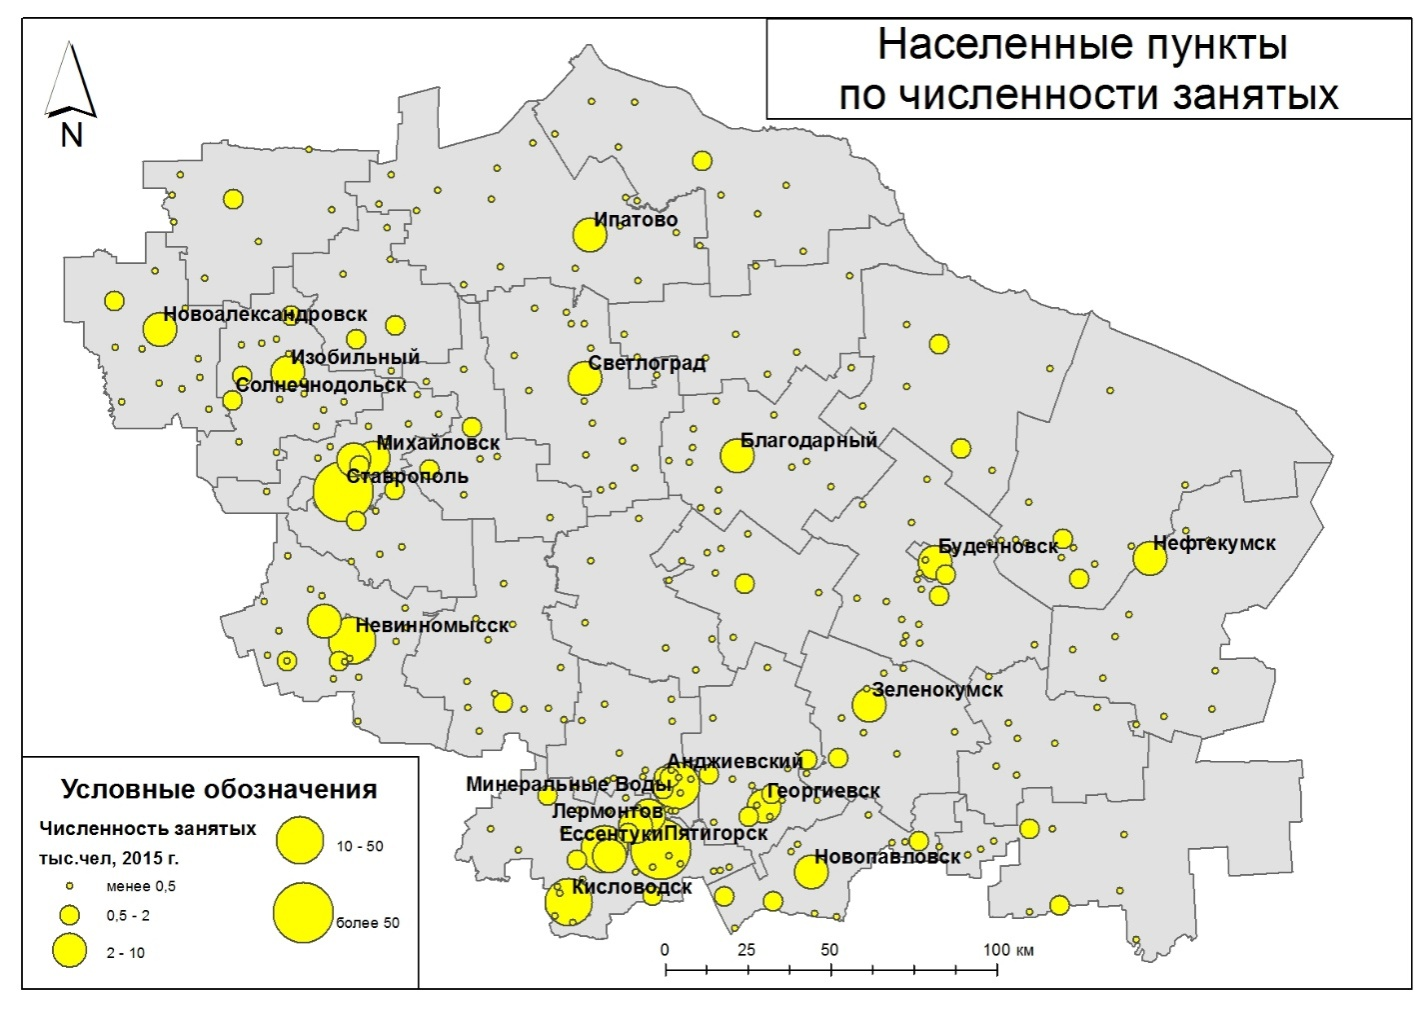 Населенные пункты
по численности занятых
N
Ипатово
Новоалександровск
Изобильный
Солнечнодольск
Светлоград
Михайловск
Ставрополь
Благодарный
Буденновск
Нефтекумск
Невинномысск
Зеленокумск
Анджиевский
Минеральные Воды
Георгиевск
Лермонтов
Ессентуки
Пятигорск
Новопавловск
Кисловодск
Условные обозначения
Численность занятых
тыс.чел, 2015 г.
менее 0,5
0,5 - 2
2 - 10
10 - 50
более 50
0 25 50 100 км